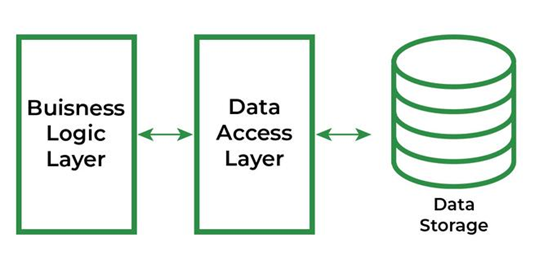 Buisness
Logic
Layer
Data
Access
Layer
Data
Storage